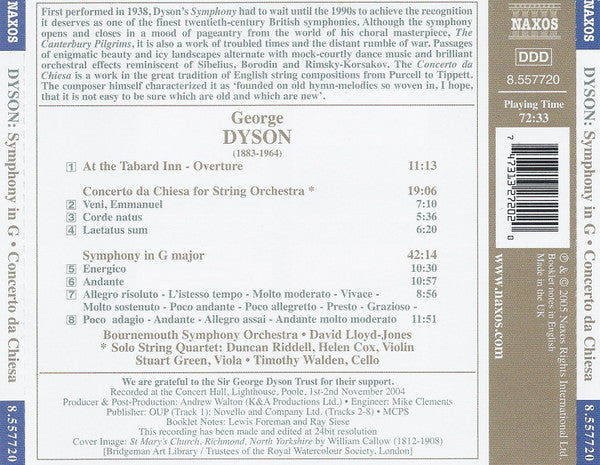 DYSON: Symphony in G • Concerto da Chiesa
8.557720
First performed in 1938, Dyson's Symphony had to wait until the 1990s to achieve the recognition
it deserves as one of the finest twentieth-century British symphonies. Although the symphony
opens and closes in a mood of pageantry from the world of his choral masterpiece, The
Canterbury Pilgrims, it is also a work of troubled times and the distant rumble of war. Passages
of enigmatic beauty and icy landscapes alternate with mock-courtly dance music and brilliant
orchestral effects reminiscent of Sibelius, Borodin and Rimsky-Korsakov. The Concerto da
Chiesa is a work in the great tradition of English string compositions from Purcell to Tippett.
The composer himself characterized it as 'founded on old hymn-melodies so woven in, I hope,
that it is not easy to be sure which are old and which are new'.
George
DYSON
(1883-1964)
1 At the Tabard Inn - Overture 11:13
Concerto da Chiesa for String Orchestra * 19:06
2 Veni, Emmanuel 7:10
3 Corde natus 5:36
4 Laetatus sum 6:20
Symphony in G major 42:14
5 Energico 10:30
6 Andante 10:57
7 Allegro risoluto - L'istesso tempo - Molto moderato - Vivace - 8:56
Molto sostenuto - Poco andante - Poco allegretto - Presto - Grazioso -
8 Poco adagio - Andante - Allegro assai - Andante molto moderato 11:51
Bournemouth Symphony Orchestra • David Lloyd-Jones
* Solo String Quartet: Duncan Riddell, Helen Cox, Violin
Stuart Green, Viola • Timothy Walden, Cello
We are grateful to the Sir George Dyson Trust for their support.
Recorded at the Concert Hall, Lighthouse, Poole, 1st-2nd November 2004
Producer & Post-Production: Andrew Walton (K&A Productions Ltd.) • Engineer: Mike Clements
Publisher: OUP (Track 1); Novello and Company Ltd. (Tracks 2-8) • MCPS
Booklet Notes: Lewis Foreman and Ray Siese
This recording has been made and edited at 24bit resolution
Cover Image: St Mary's Church, Richmond, North Yorkshire by William Callow (1812-1908)
[Bridgeman Art Library / Trustees of the Royal Watercolour Society, London]
NAXOS
DDD
8.557720
Playing Time
72:33
7 47313 27202 0
www.naxos.com
℗ & © 2005 Naxos Rights International Ltd.
Booklet notes in English
Made in the UK
NAXOS
DYSON: Symphony in G • Concerto da Chiesa
8.557720
NAXOS